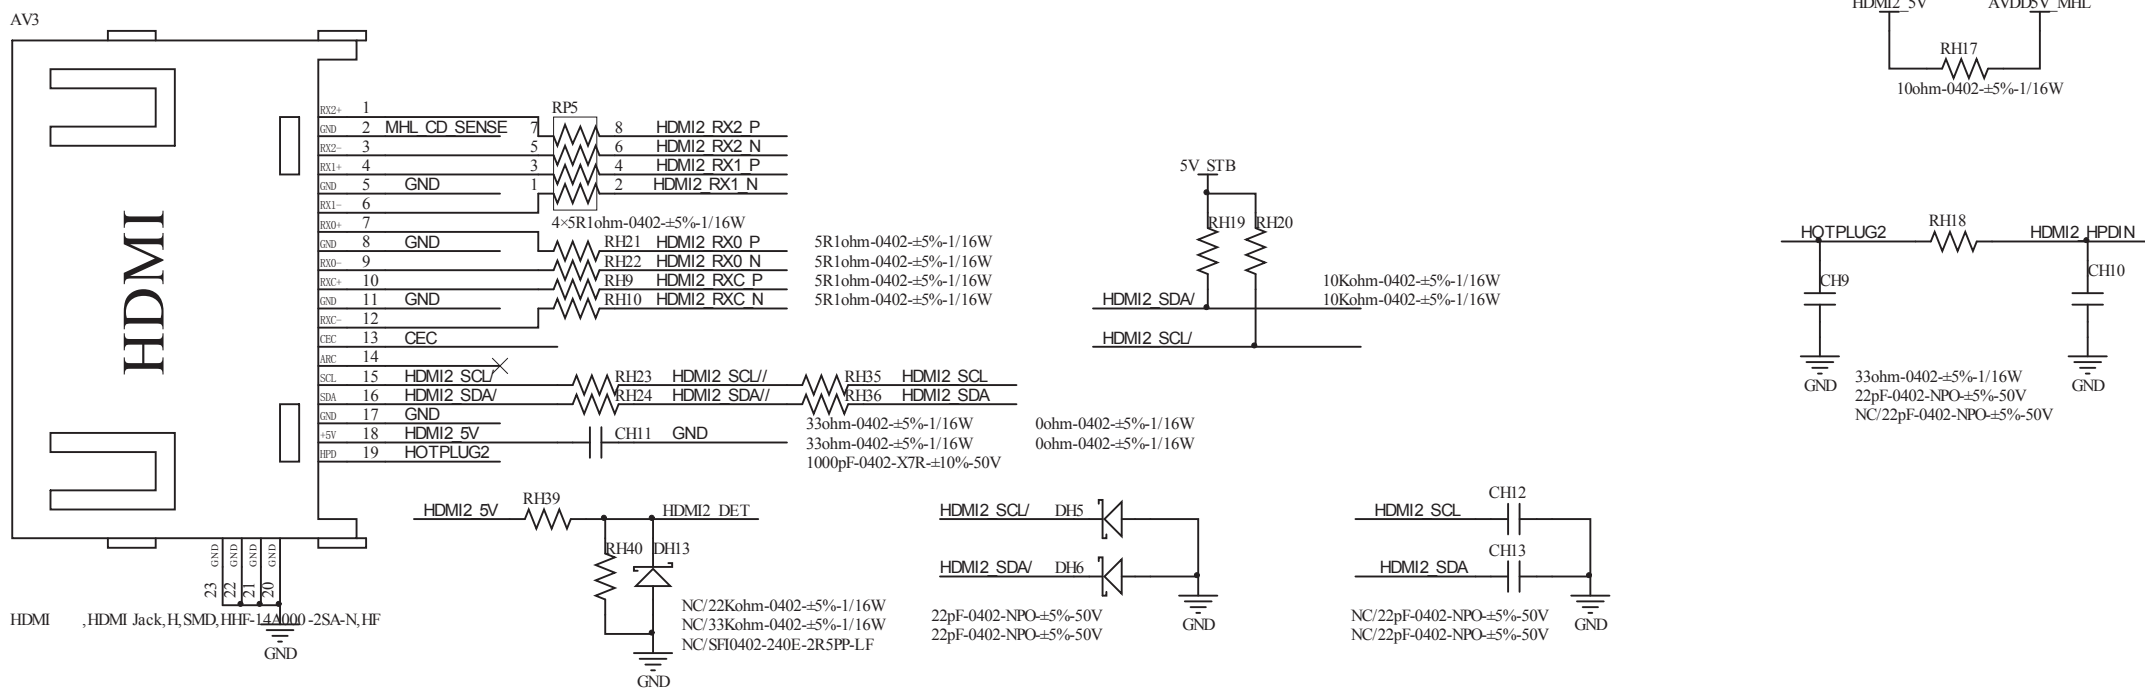 AV3
HDMI
RX2+ 1
GND 2 MHL_CD_SENSE
RX2- 3
RX1+ 4
GND 5 GND
RX1- 6
RX0+ 7
GND 8 GND
RX0- 9
RXC+ 10
GND 11 GND
RXC- 12
CEC 13 CEC
ARC 14
SCL 15 HDMI2_SCL/ RH23 HDMI2_SCL// RH35 HDMI2_SCL
SDA 16 HDMI2_SDA/ RH24 HDMI2_SDA// RH36 HDMI2_SDA
GND 17 GND
+5V 18 HDMI2_5V CH11 GND
HPD 19 HOTPLUG2
RP5
7 8 HDMI2_RX2_P
5 6 HDMI2_RX2_N
3 4 HDMI2_RX1_P
1 2 HDMI2_RX1_N
4×5R1ohm-0402-±5%-1/16W
RH21 HDMI2_RX0_P 5R1ohm-0402-±5%-1/16W
RH22 HDMI2_RX0_N 5R1ohm-0402-±5%-1/16W
RH9 HDMI2_RXC_P 5R1ohm-0402-±5%-1/16W
RH10 HDMI2_RXC_N 5R1ohm-0402-±5%-1/16W
33ohm-0402-±5%-1/16W 0ohm-0402-±5%-1/16W
33ohm-0402-±5%-1/16W 0ohm-0402-±5%-1/16W
1000pF-0402-X7R-±10%-50V
GND GND GND GND
23 22 21 20
HDMI ,HDMI Jack,H,SMD,HHF-14A000-2SA-N,HF
GND
5V_STB
RH19 RH20
10Kohm-0402-±5%-1/16W
HDMI2_SDA/ 10Kohm-0402-±5%-1/16W
HDMI2_SCL/
HDMI2_5V AVDD5V_MHL
RH17
10ohm-0402-±5%-1/16W
HOTPLUG2 RH18 HDMI2_HPDIN
CH9 CH10
GND GND
33ohm-0402-±5%-1/16W
22pF-0402-NPO-±5%-50V
NC/22pF-0402-NPO-±5%-50V
HDMI2_5V RH39 HDMI2_DET
RH40 DH13
NC/22Kohm-0402-±5%-1/16W
NC/33Kohm-0402-±5%-1/16W
NC/SFI0402-240E-2R5PP-LF
GND
HDMI2_SCL/ DH5
HDMI2_SDA/ DH6
22pF-0402-NPO-±5%-50V
22pF-0402-NPO-±5%-50V
GND
HDMI2_SCL CH12
HDMI2_SDA CH13
NC/22pF-0402-NPO-±5%-50V
NC/22pF-0402-NPO-±5%-50V
GND